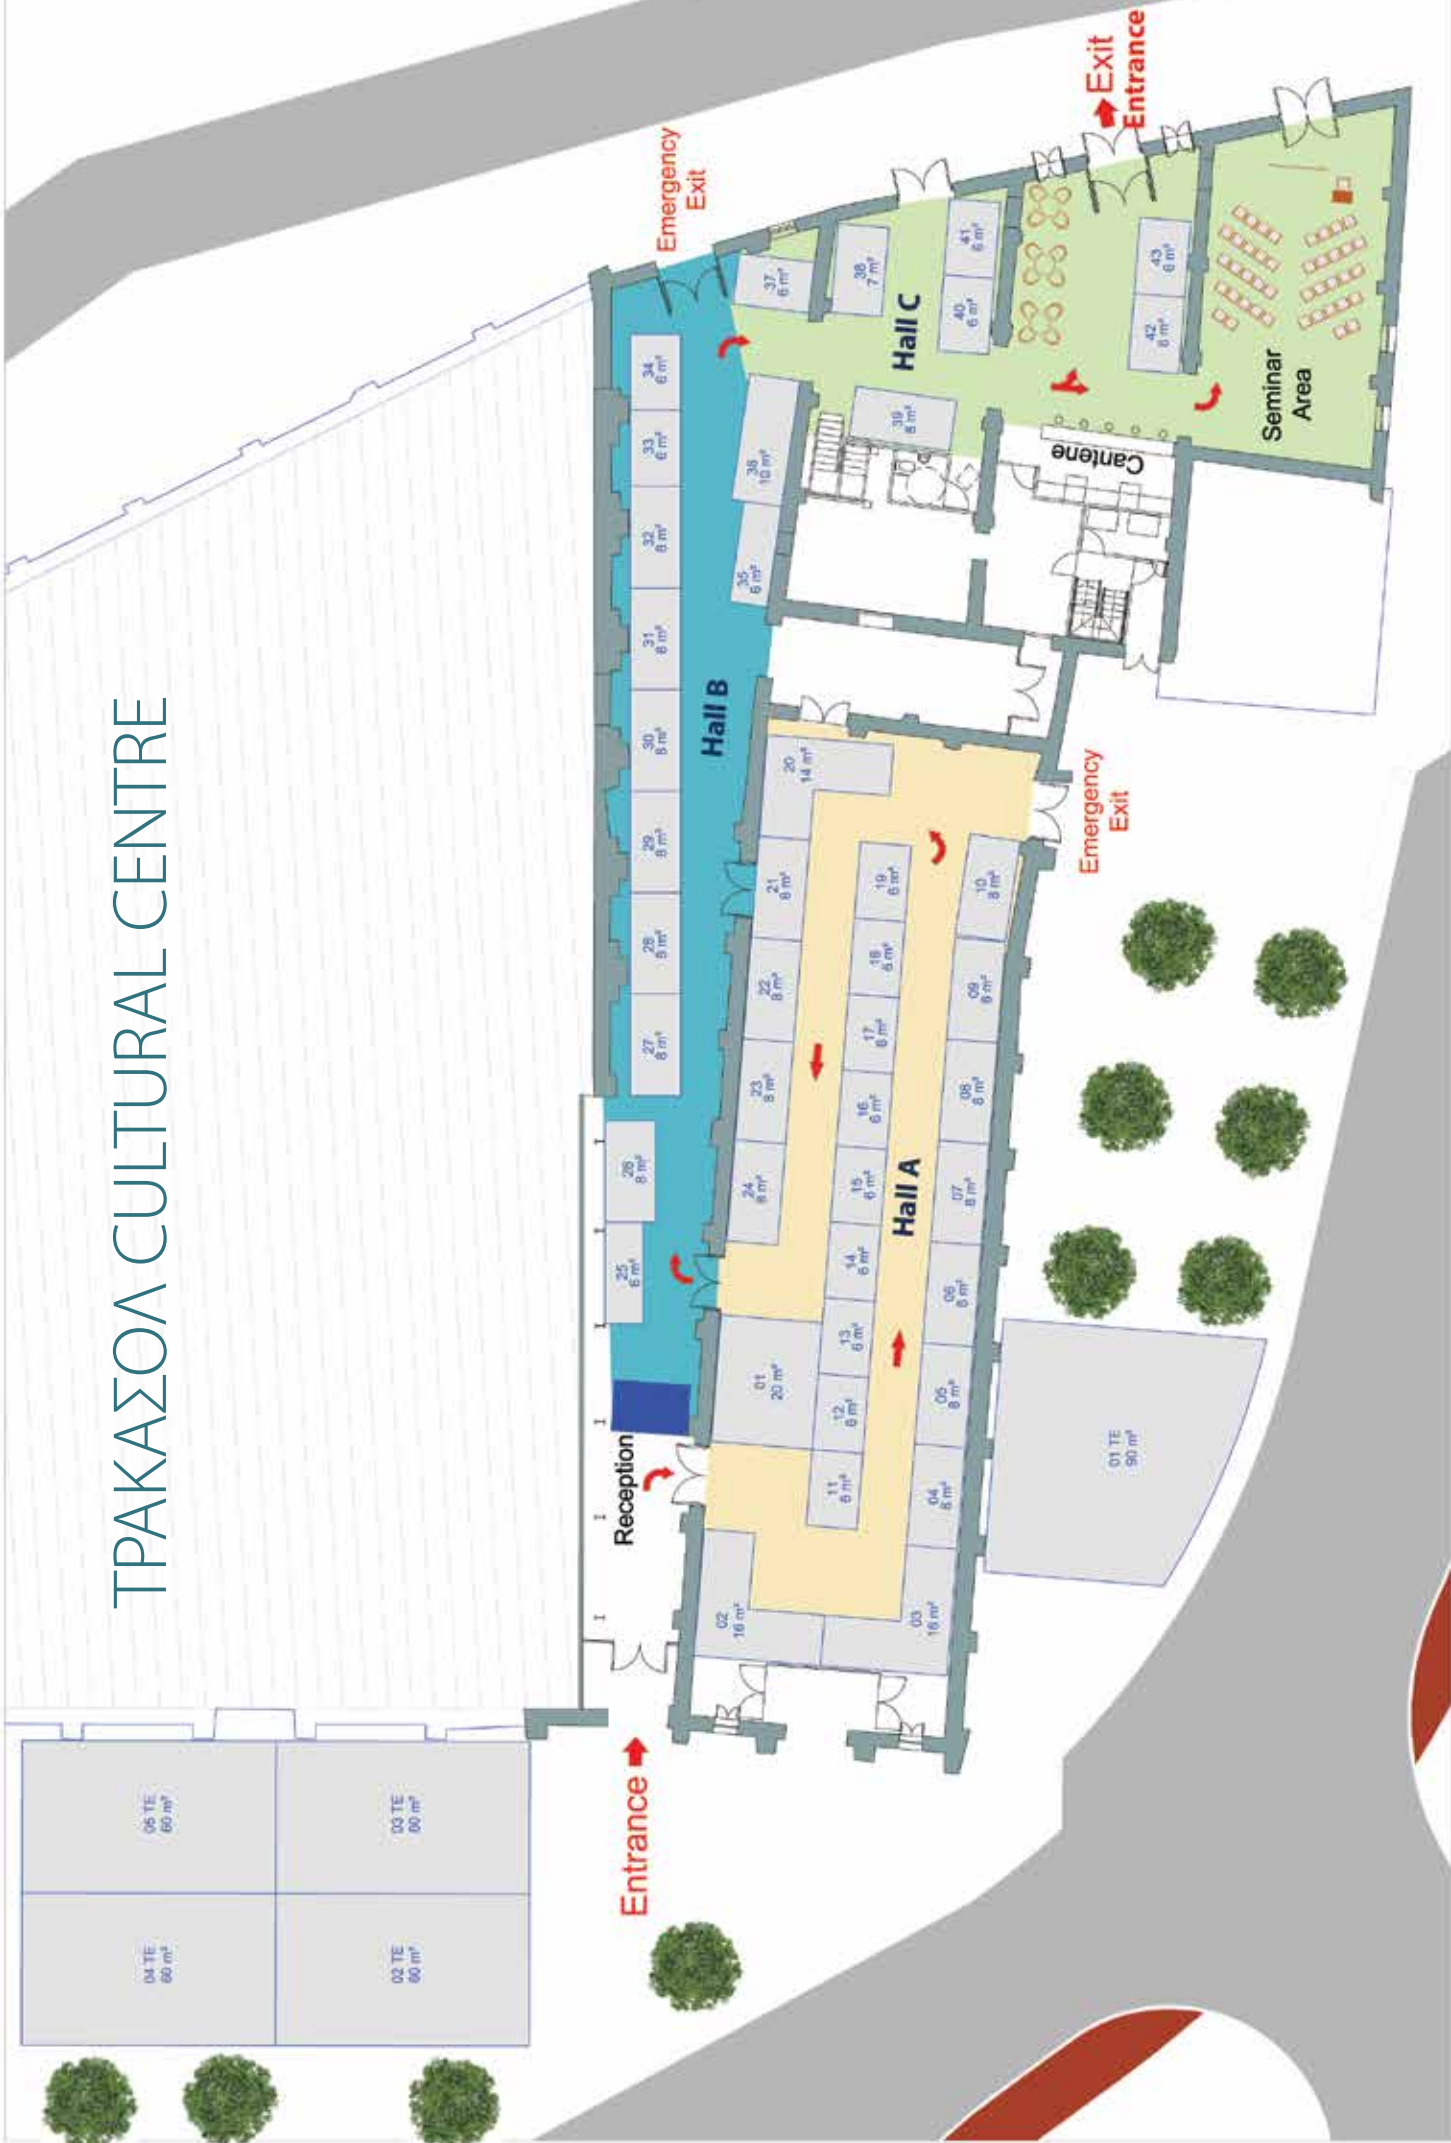 ΤΡΑΚΑΣΟΛ CULTURAL CENTRE
04 TE
60 m²
05 TE
60 m²
02 TE
60 m²
03 TE
60 m²
Entrance
Reception
25
6 m²
26
8 m²
27
8 m²
28
8 m²
29
8 m²
30
8 m²
31
8 m²
32
8 m²
33
6 m²
34
6 m²
Emergency
Exit
Hall B
35
6 m²
36
10 m²
37
6 m²
02
16 m²
01
20 m²
24
8 m²
23
8 m²
22
8 m²
21
8 m²
20
14 m²
11
6 m²
12
6 m²
13
6 m²
14
6 m²
15
6 m²
16
6 m²
17
6 m²
18
6 m²
19
6 m²
Hall A
03
16 m²
04
8 m²
05
8 m²
06
8 m²
07
8 m²
08
8 m²
09
8 m²
10
8 m²
38
7 m²
39
8 m²
Hall C
40
6 m²
41
6 m²
Exit
Entrance
Cantene
42
6 m²
43
6 m²
Seminar
Area
Emergency
Exit
01 TE
90 m²